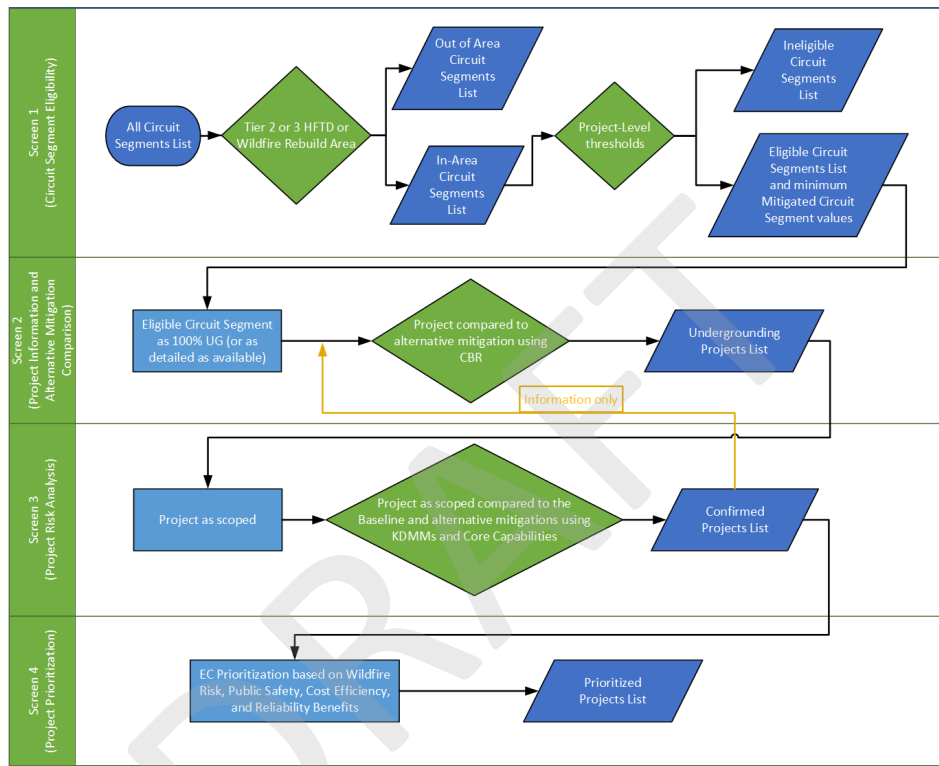 Screen 1
(Circuit Segment Eligibility)
All Circuit
Segments List
Tier 2 or 3 HFTD or
Wildfire Rebuild Area
Out of Area
Circuit
Segments
List
In-Area
Circuit
Segments
List
Project-Level
thresholds
Ineligible
Circuit
Segments
List
Eligible Circuit
Segments List
and minimum
Mitigated Circuit
Segment values
Screen 2
(Project Information and
Alternative Mitigation
Comparison)
Eligible Circuit Segment
as 100% UG (or as
detailed as available)
Project compared to
alternative mitigation using
CBR
Undergrounding
Projects List
Information only
Screen 3
(Project Risk Analysis)
Project as scoped
Project as scoped compared to the
Baseline and alternative mitigations using
KDMMs and Core Capabilities
Confirmed
Projects List
Screen 4
(Project Prioritization)
EC Prioritization based on Wildfire
Risk, Public Safety, Cost Efficiency,
and Reliability Benefits
Prioritized
Projects List
DRAFT